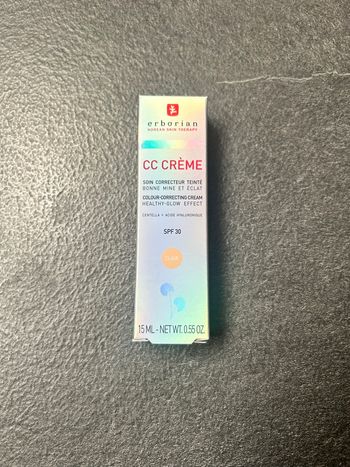 erborian
KOREAN SKIN THERAPY
CC CRÈME
SOIN CORRECTEUR TEINTÉ
BONNE MINE ET ÉCLAT
COLOUR-CORRECTING CREAM
HEALTHY-GLOW EFFECT
CENTELLA + ACIDE HYALURONIQUE
SPF 30
CLAIR
15 ML - NET WT. 0.55 OZ.